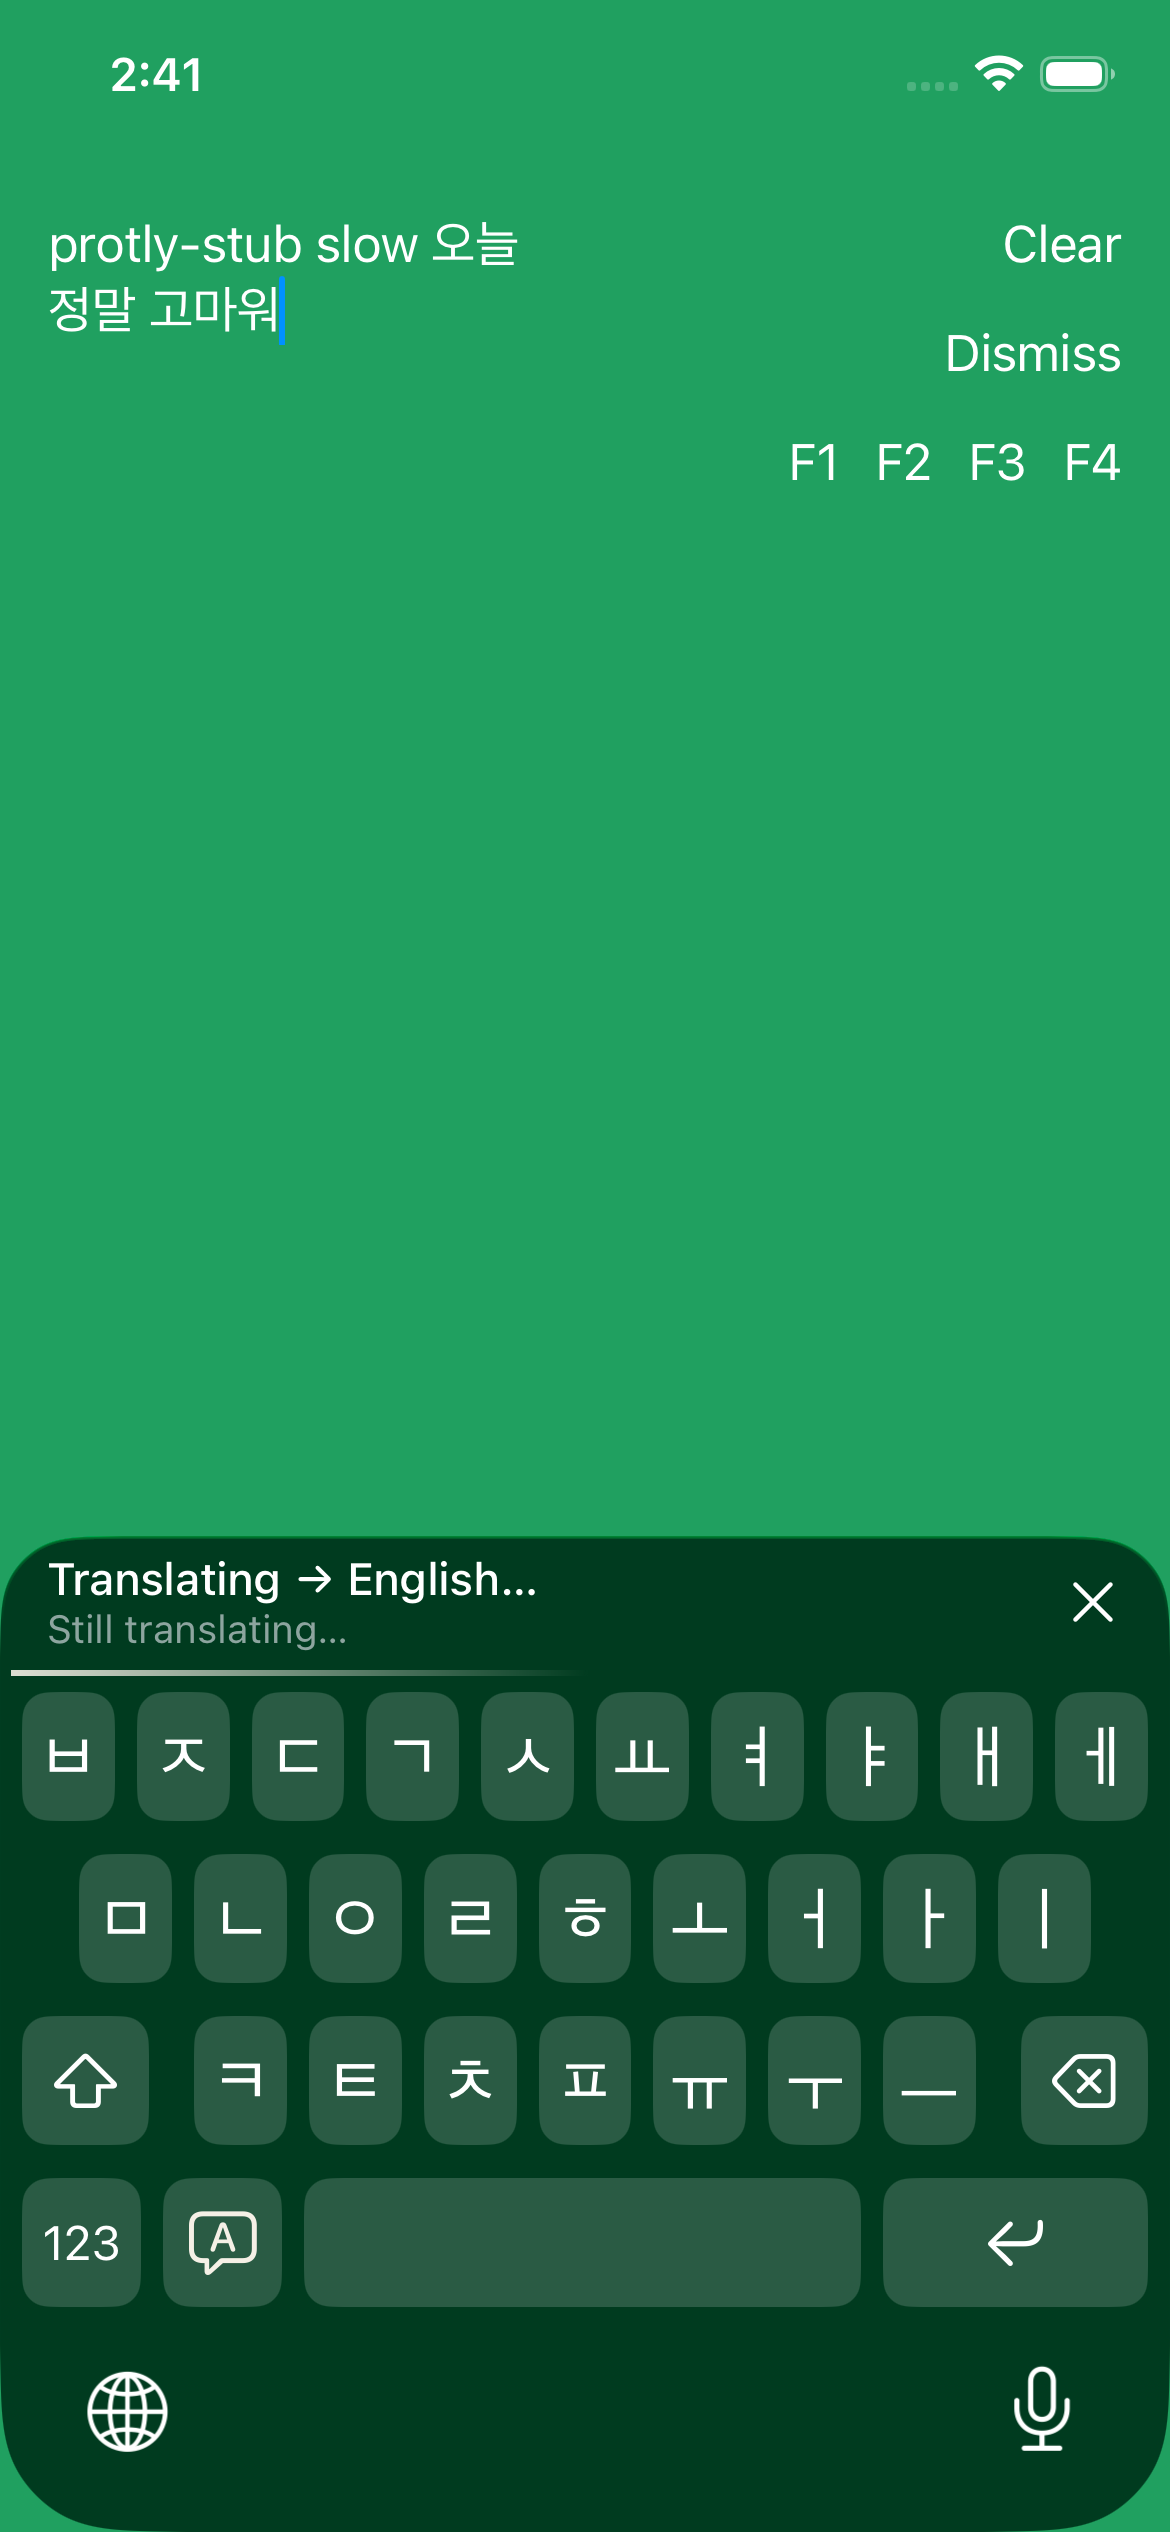 2:41
protly-stub slow 오늘
정말 고마워
Clear
Dismiss
F1 F2 F3 F4
Translating → English...
Still translating...
ㅂ ㅈ ㄷ ㄱ ㅅ ㅛ ㅕ ㅑ ㅐ ㅔ
ㅁ ㄴ ㅇ ㄹ ㅎ ㅗ ㅓ ㅏ ㅣ
ㅋ ㅌ ㅊ ㅍ ㅠ ㅜ ㅡ
123 A